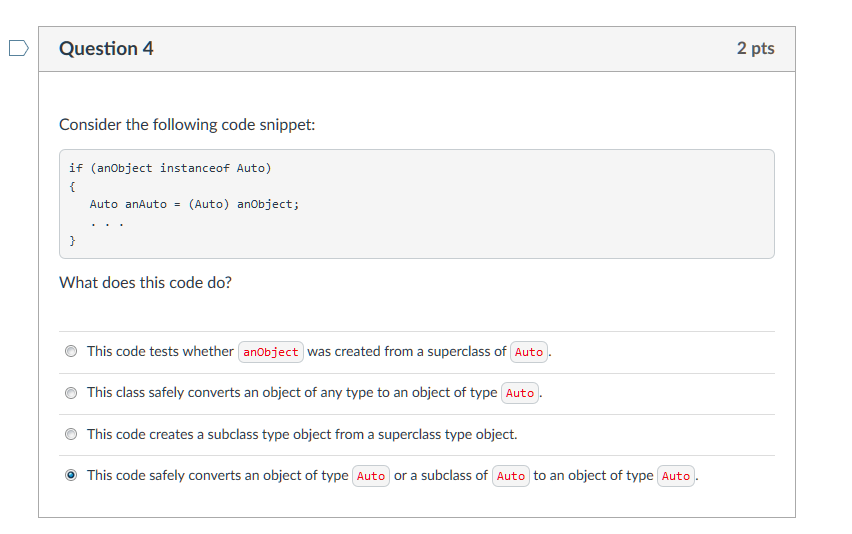 Question 4 2 pts
Consider the following code snippet:
if (anObject instanceof Auto)
{
Auto anAuto = (Auto) anObject;
. . .
}
What does this code do?
This code tests whether anObject was created from a superclass of Auto.
This class safely converts an object of any type to an object of type Auto.
This code creates a subclass type object from a superclass type object.
This code safely converts an object of type Auto or a subclass of Auto to an object of type Auto.